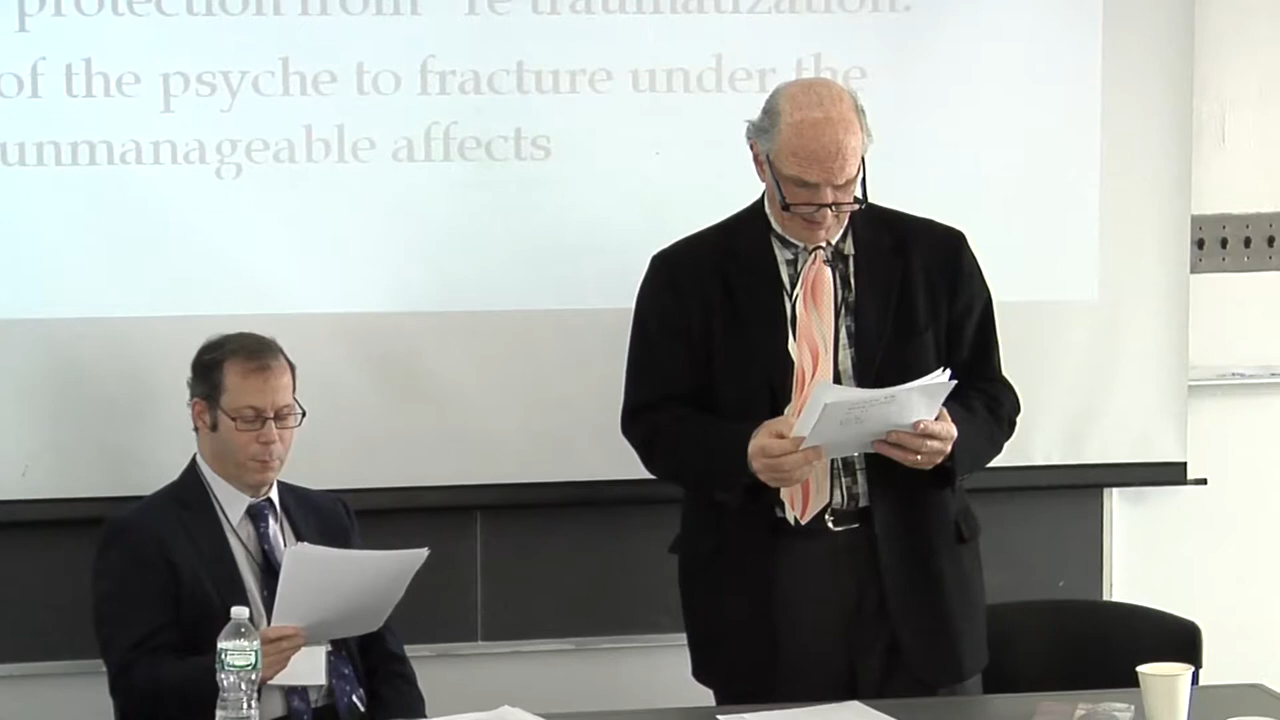 protection from "re traumatization.
of the psyche to fracture under the
unmanageable affects